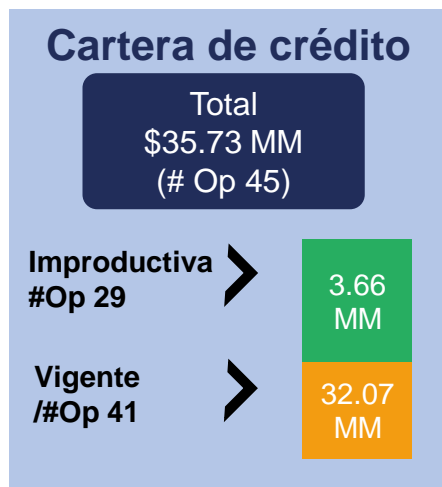 Cartera de crédito
Total
$35.73 MM
(# Op 45)
Improductiva
#Op 29
3.66
MM
Vigente
/#Op 41
32.07
MM